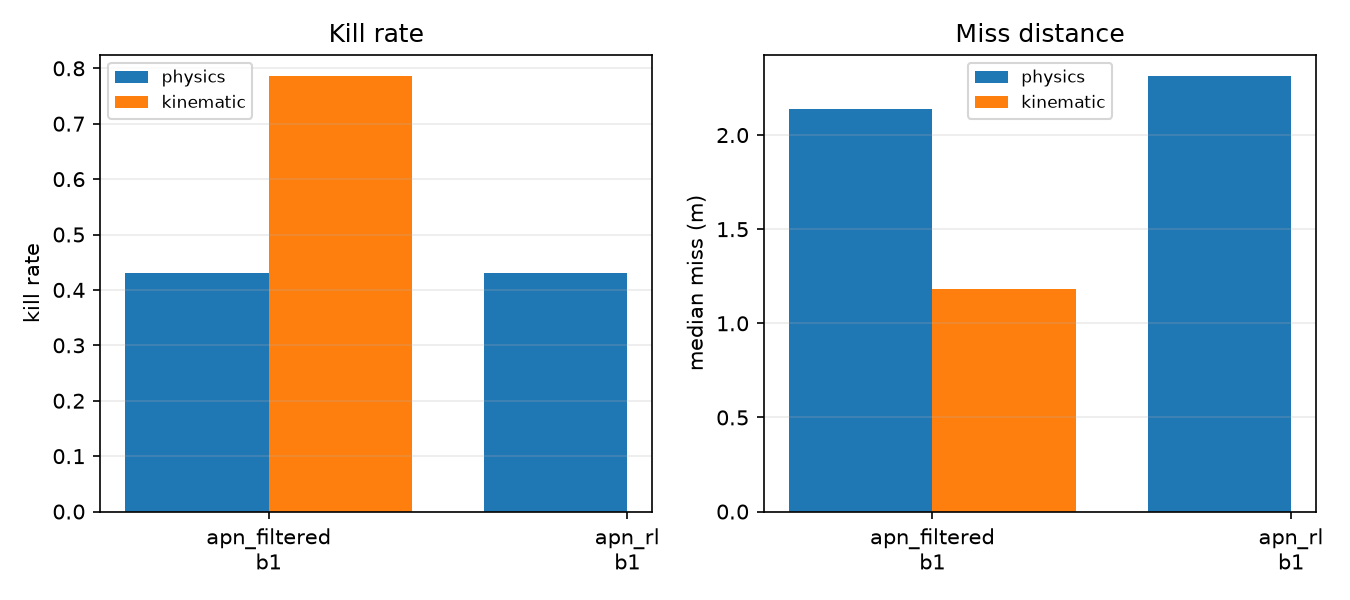 Kill rate
physics
kinematic
kill rate
0.8
0.7
0.6
0.5
0.4
0.3
0.2
0.1
0.0
apn_filtered
b1
apn_rl
b1
Miss distance
physics
kinematic
median miss (m)
2.0
1.5
1.0
0.5
0.0
apn_filtered
b1
apn_rl
b1